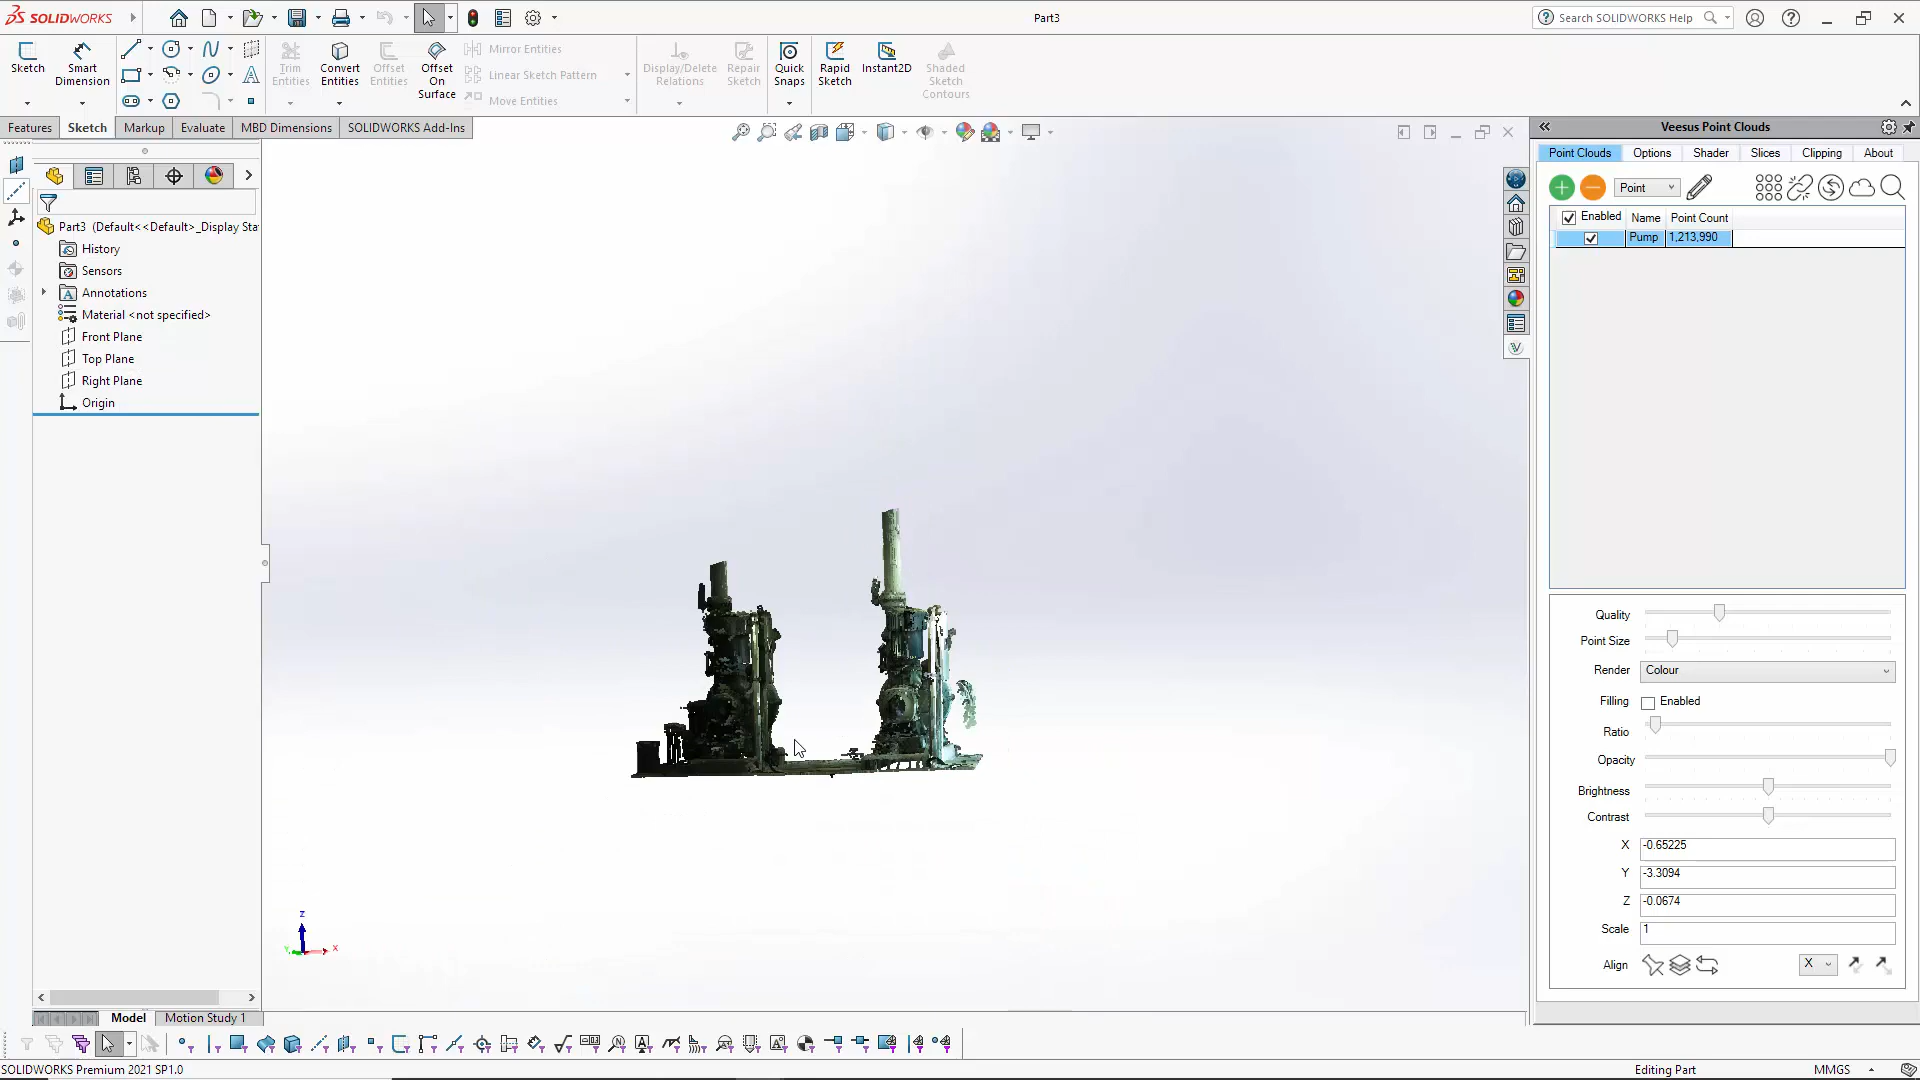 SOLIDWORKS
Part3
Search SOLIDWORKS Help
Sketch
Smart Dimension
Trim Entities
Convert Entities
Offset Entities
Offset On Surface
Mirror Entities
Linear Sketch Pattern
Move Entities
Display/Delete Relations
Repair Sketch
Quick Snaps
Rapid Sketch
Instant2D
Shaded Sketch Contours
Features
Sketch
Markup
Evaluate
MBD Dimensions
SOLIDWORKS Add-Ins
Part3 (Default<<Default>_Display Sta
History
Sensors
Annotations
Material <not specified>
Front Plane
Top Plane
Right Plane
Origin
Z
Y
X
Veesus Point Clouds
Point Clouds
Options
Shader
Slices
Clipping
About
Point
Enabled Name Point Count
Pump 1,213,990
Quality
Point Size
Render Colour
Filling Enabled
Ratio
Opacity
Brightness
Contrast
X -0.65225
Y -3.3094
Z -0.0674
Scale 1
Align X
Model
Motion Study 1
SOLIDWORKS Premium 2021 SP1.0
Editing Part
MMGS